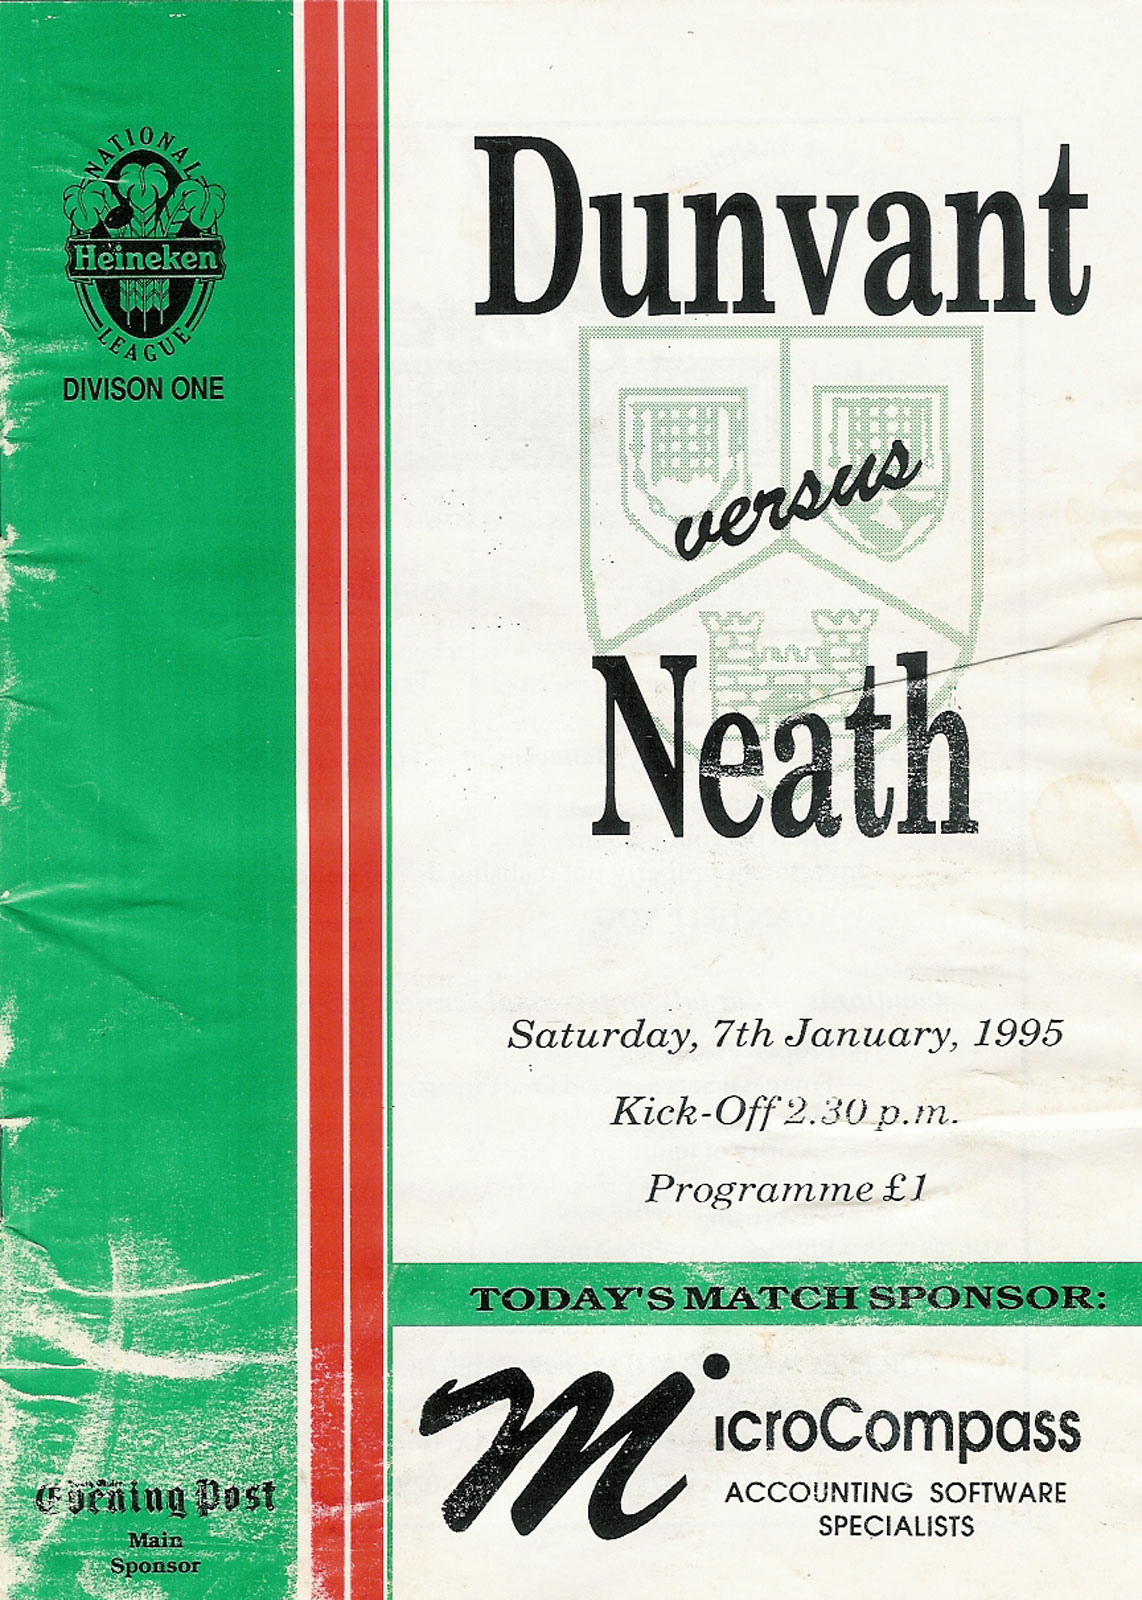 NATIONAL
Heineken
LEAGUE
DIVISON ONE
Dunvant
versus
Neath
Saturday, 7th January, 1995
Kick-Off 2.30 p.m.
Programme £1
TODAY'S MATCH SPONSOR:
MicroCompass
ACCOUNTING SOFTWARE
SPECIALISTS
Evening Post
Main
Sponsor